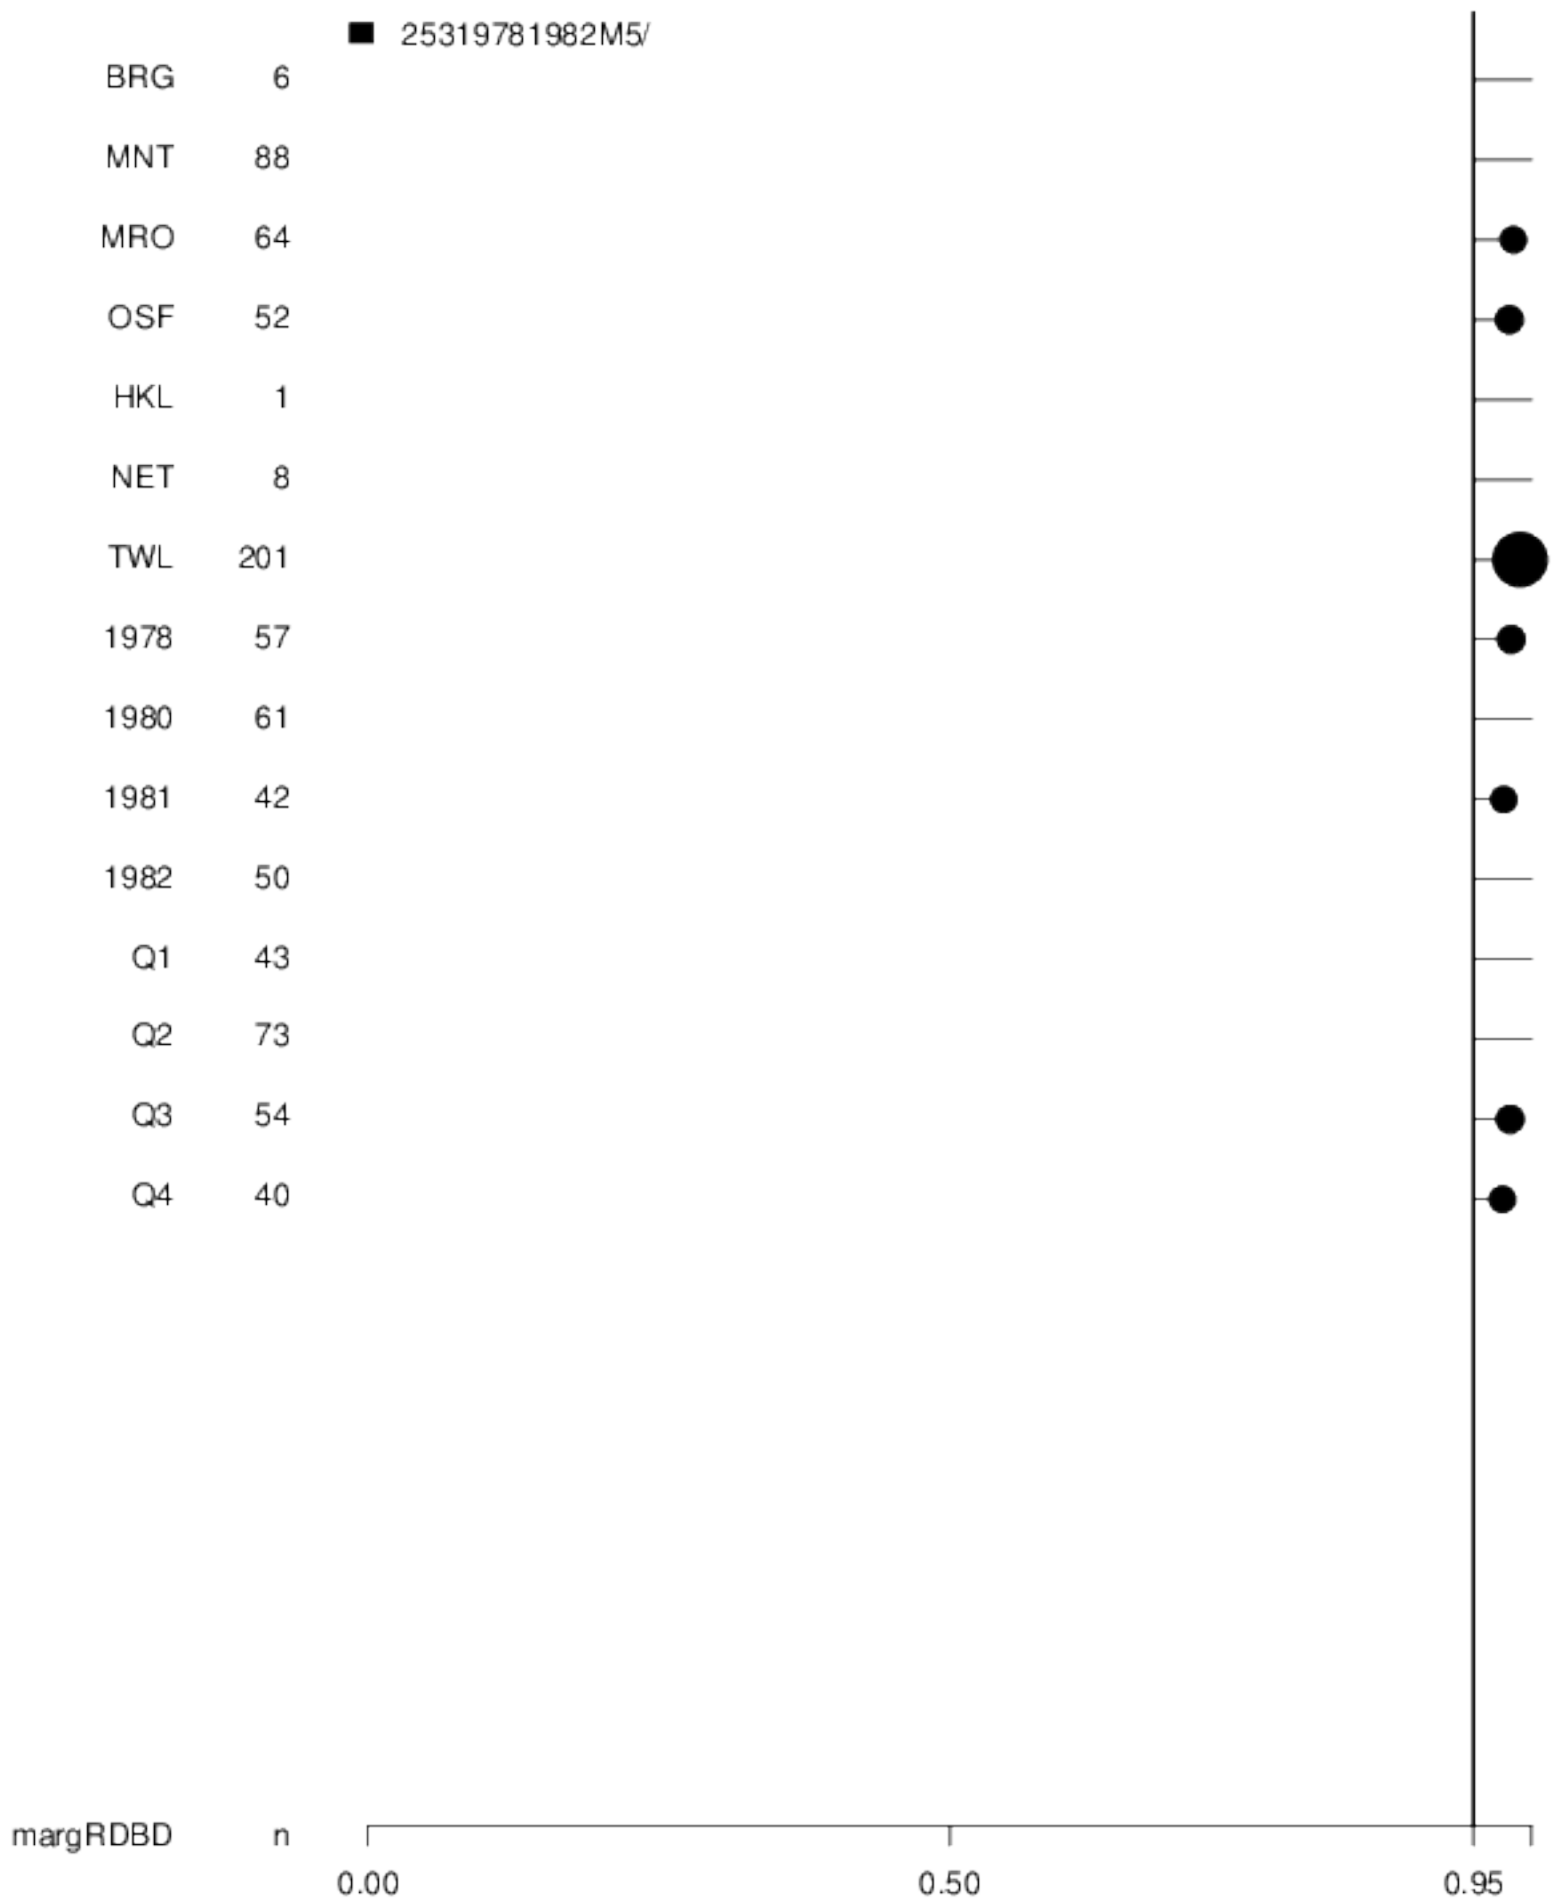 25319781982M5/
BRG 6
MNT 88
MRO 64
OSF 52
HKL 1
NET 8
TWL 201
1978 57
1980 61
1981 42
1982 50
Q1 43
Q2 73
Q3 54
Q4 40
margRDBD n
0.00 0.50 0.95